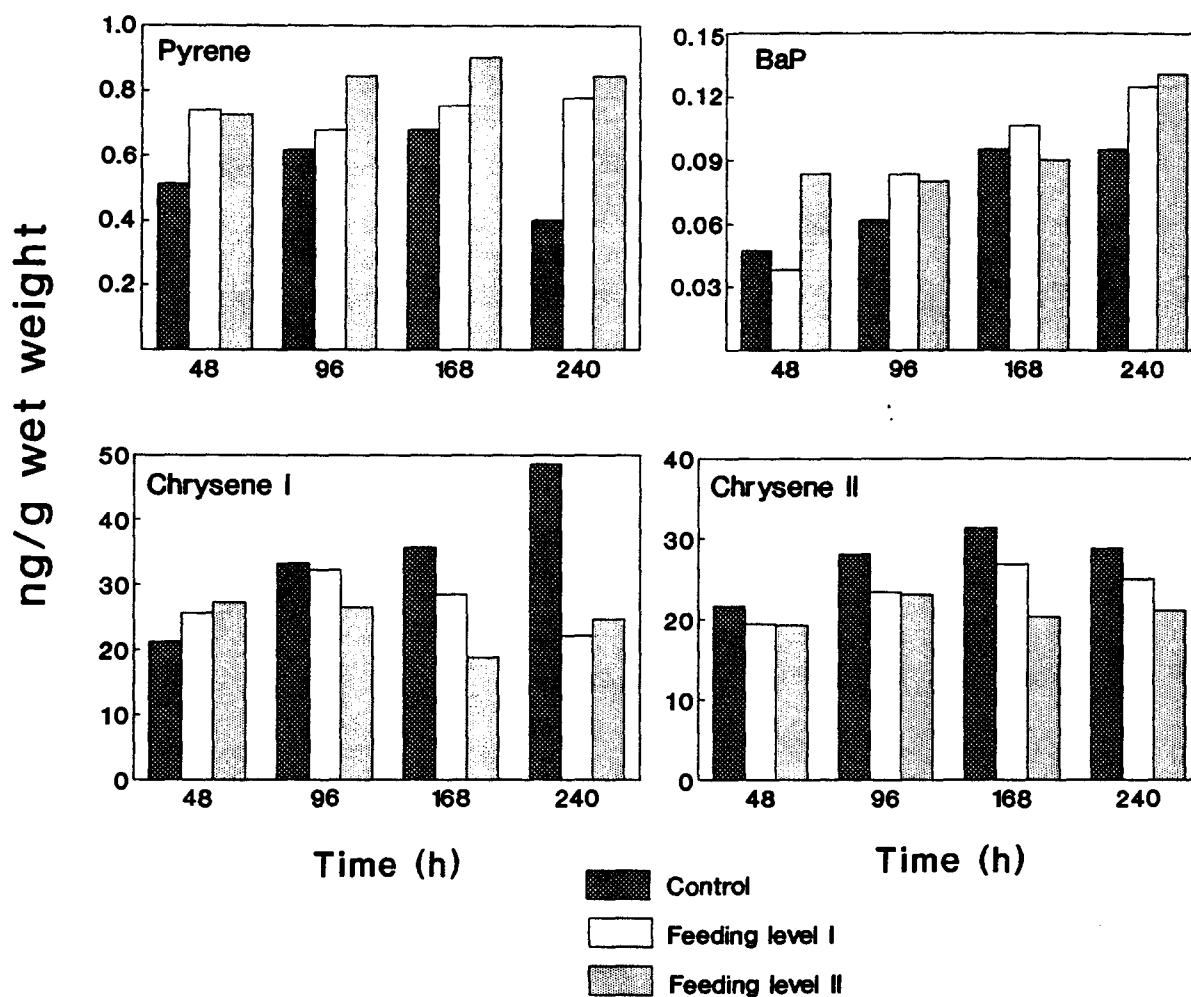 ng/g wet weight
Pyrene
1.0
0.8
0.6
0.4
0.2
48 96 168 240
BaP
0.15
0.12
0.09
0.06
0.03
48 96 168 240
Chrysene I
50
40
30
20
10
0
48 96 168 240
Time (h)
Chrysene II
40
30
20
10
0
48 96 168 240
Time (h)
Control
Feeding level I
Feeding level II